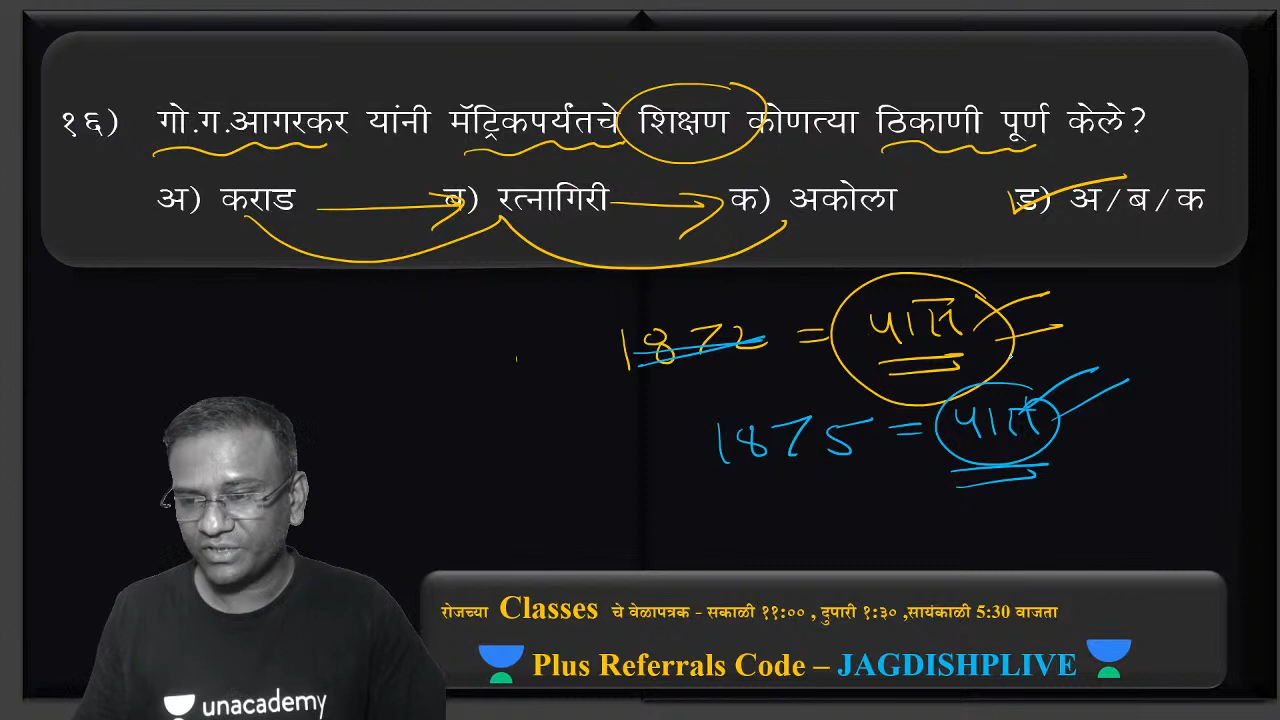 १६) गो.ग.आगरकर यांनी मॅट्रिकपर्यंतचे शिक्षण कोणत्या ठिकाणी पूर्ण केले?
अ) कराड ब) रत्नागिरी क) अकोला ड) अ/ब/क
1872 = पास
1875 = पास
रोजच्या Classes चे वेळापत्रक - सकाळी ११:०० , दुपारी १:३० ,सायंकाळी 5:30 वाजता
Plus Referrals Code – JAGDISHPLIVE
unacademy